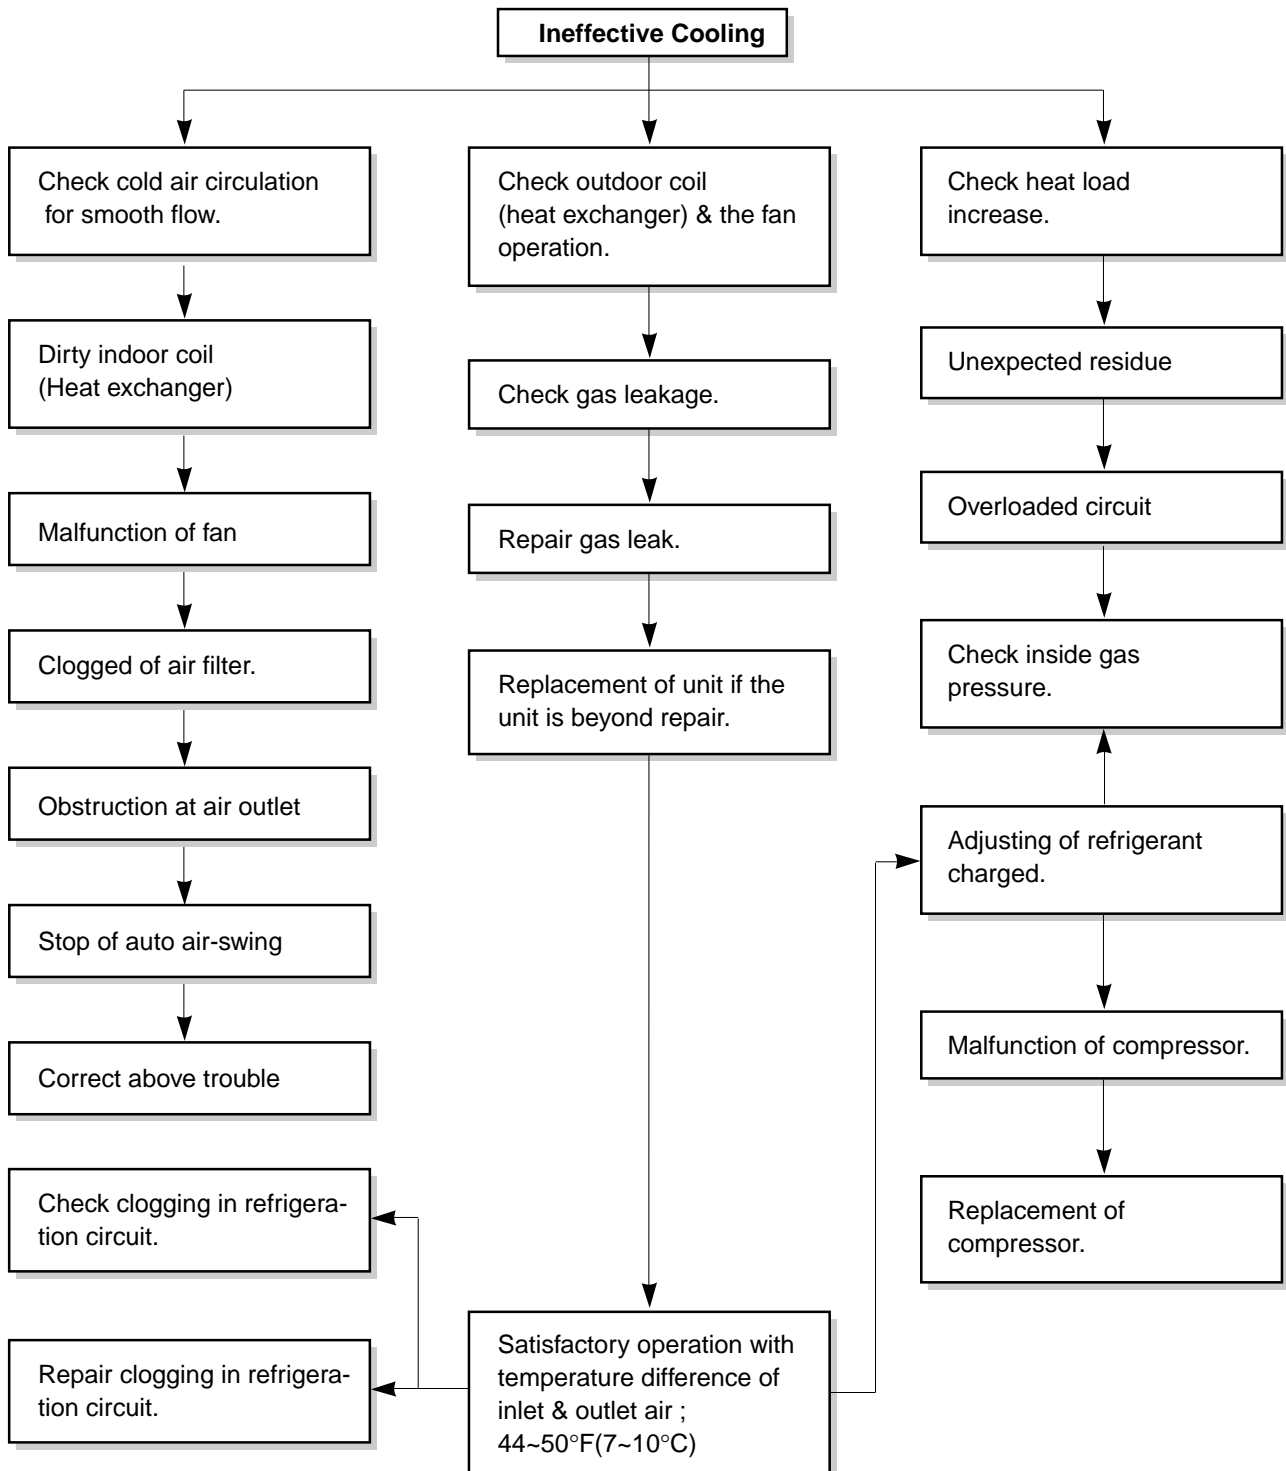 Ineffective Cooling
Check cold air circulation
for smooth flow.
Dirty indoor coil
(Heat exchanger)
Malfunction of fan
Clogged of air filter.
Obstruction at air outlet
Stop of auto air-swing
Correct above trouble
Check clogging in refrigera-
tion circuit.
Repair clogging in refrigera-
tion circuit.
Check outdoor coil
(heat exchanger) & the fan
operation.
Check gas leakage.
Repair gas leak.
Replacement of unit if the
unit is beyond repair.
Satisfactory operation with
temperature difference of
inlet & outlet air ;
44~50°F(7~10°C)
Check heat load
increase.
Unexpected residue
Overloaded circuit
Check inside gas
pressure.
Adjusting of refrigerant
charged.
Malfunction of compressor.
Replacement of
compressor.